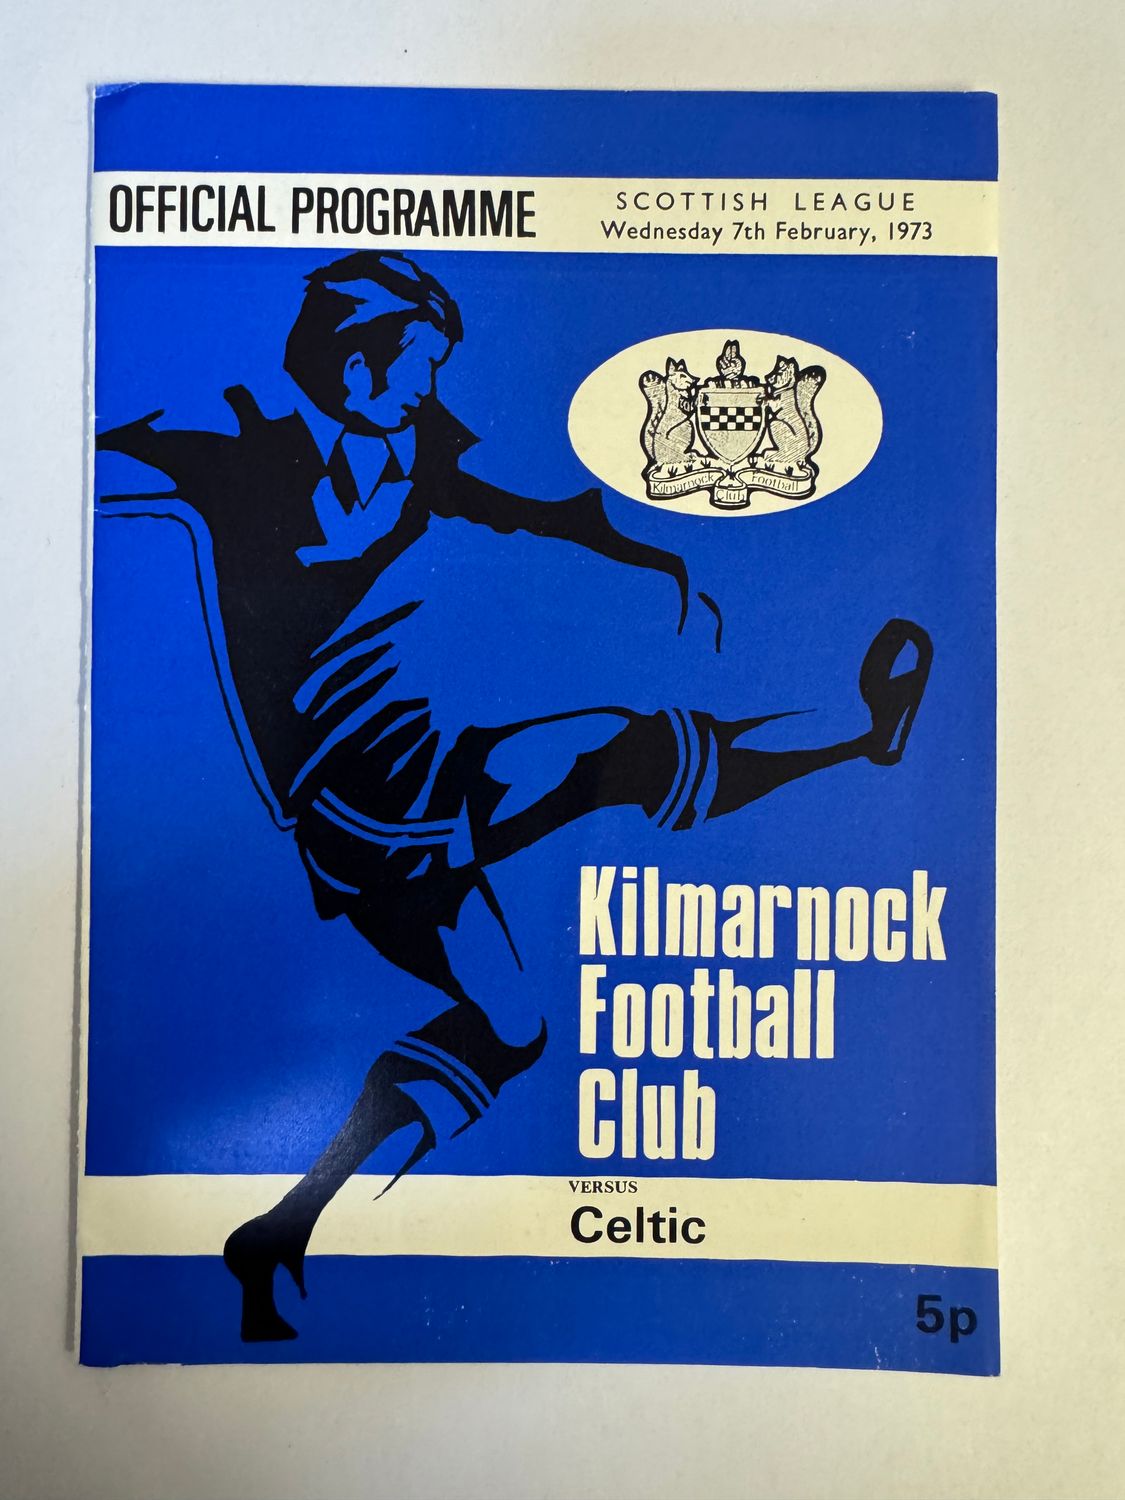 OFFICIAL PROGRAMME
SCOTTISH LEAGUE
Wednesday 7th February, 1973
Kilmarnock Football
Club
Kilmarnock
Football
Club
VERSUS
Celtic
5p